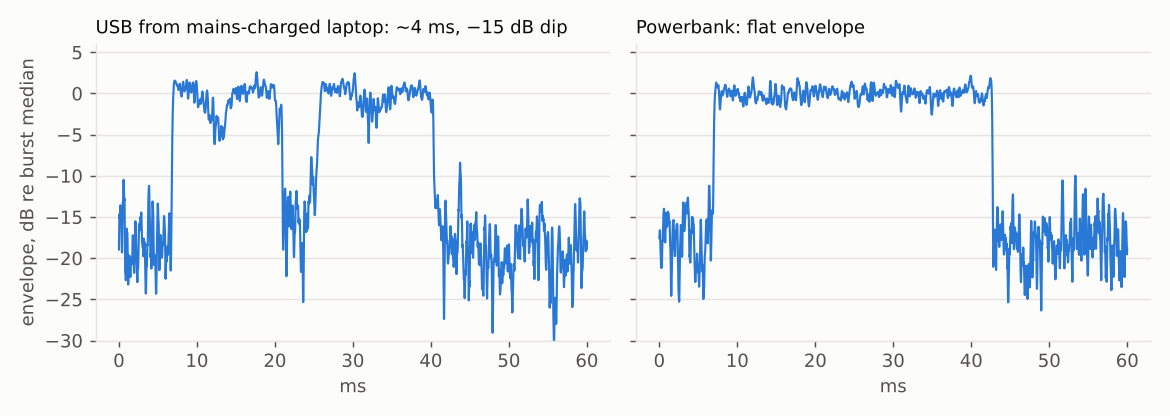 USB from mains-charged laptop: ~4 ms, −15 dB dip
Powerbank: flat envelope
envelope, dB re burst median
5
0
−5
−10
−15
−20
−25
−30
0 10 20 30 40 50 60
0 10 20 30 40 50 60
ms
ms